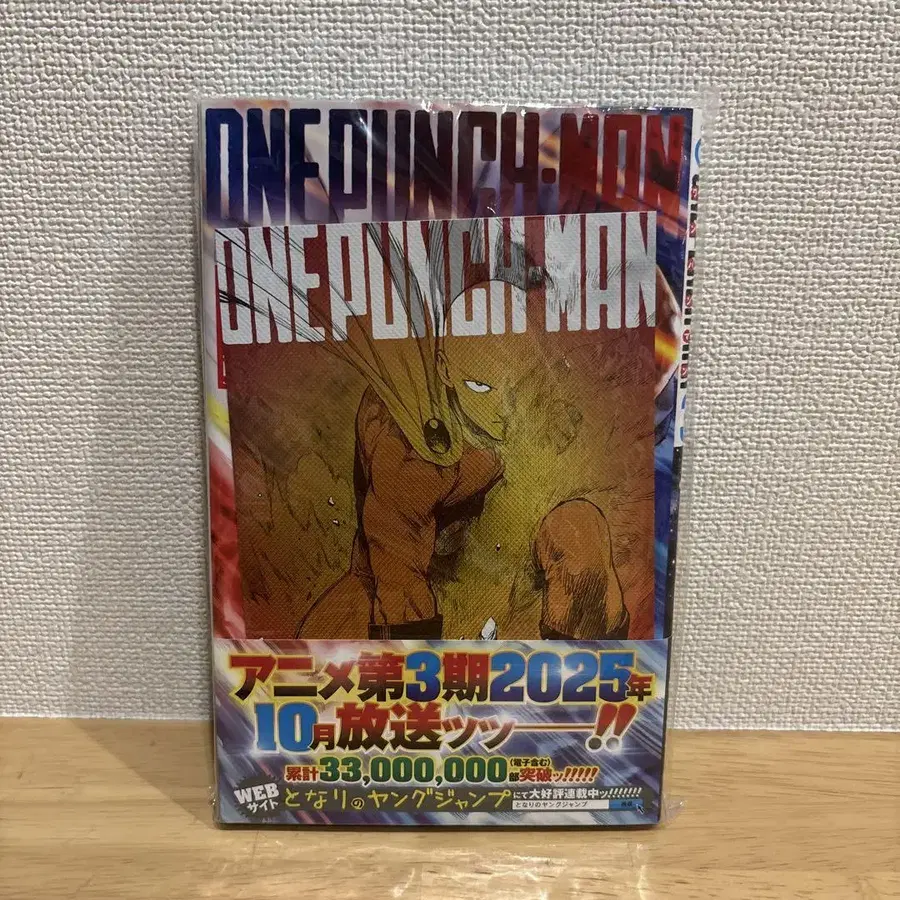 ONE PUNCH-MAN
ONE PUNCH-MAN
アニメ第3期2025年
10月放送ッッ――!!
累計33,000,000部(電子含む)突破ッ!!!!!
WEBサイト となりのヤングジャンプ にて大好評連載中ッ!!!!!!!
となりのヤングジャンプ